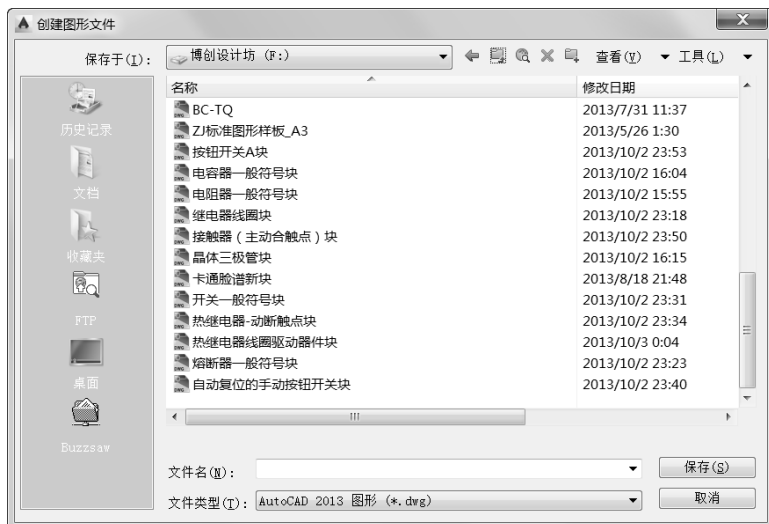 创建图形文件
保存于(I): 博创设计坊 (F:) 查看(V) 工具(L)
历史记录
文档
收藏夹
FTP
桌面
Buzzsaw
名称 修改日期
BC-TQ 2013/7/31 11:37
ZJ标准图形样板_A3 2013/5/26 1:30
按钮开关A块 2013/10/2 23:53
电容器一般符号块 2013/10/2 16:04
电阻器一般符号块 2013/10/2 15:55
继电器线圈块 2013/10/2 23:18
接触器（主动合触点）块 2013/10/2 23:50
晶体三极管块 2013/10/2 16:15
卡通脸谱新块 2013/8/18 21:48
开关一般符号块 2013/10/2 23:31
热继电器-动断触点块 2013/10/2 23:34
热继电器线圈驱动器件块 2013/10/3 0:04
熔断器一般符号块 2013/10/2 23:23
自动复位的手动按钮开关块 2013/10/2 23:40
文件名(N): 保存(S)
文件类型(T): AutoCAD 2013 图形 (*.dwg) 取消